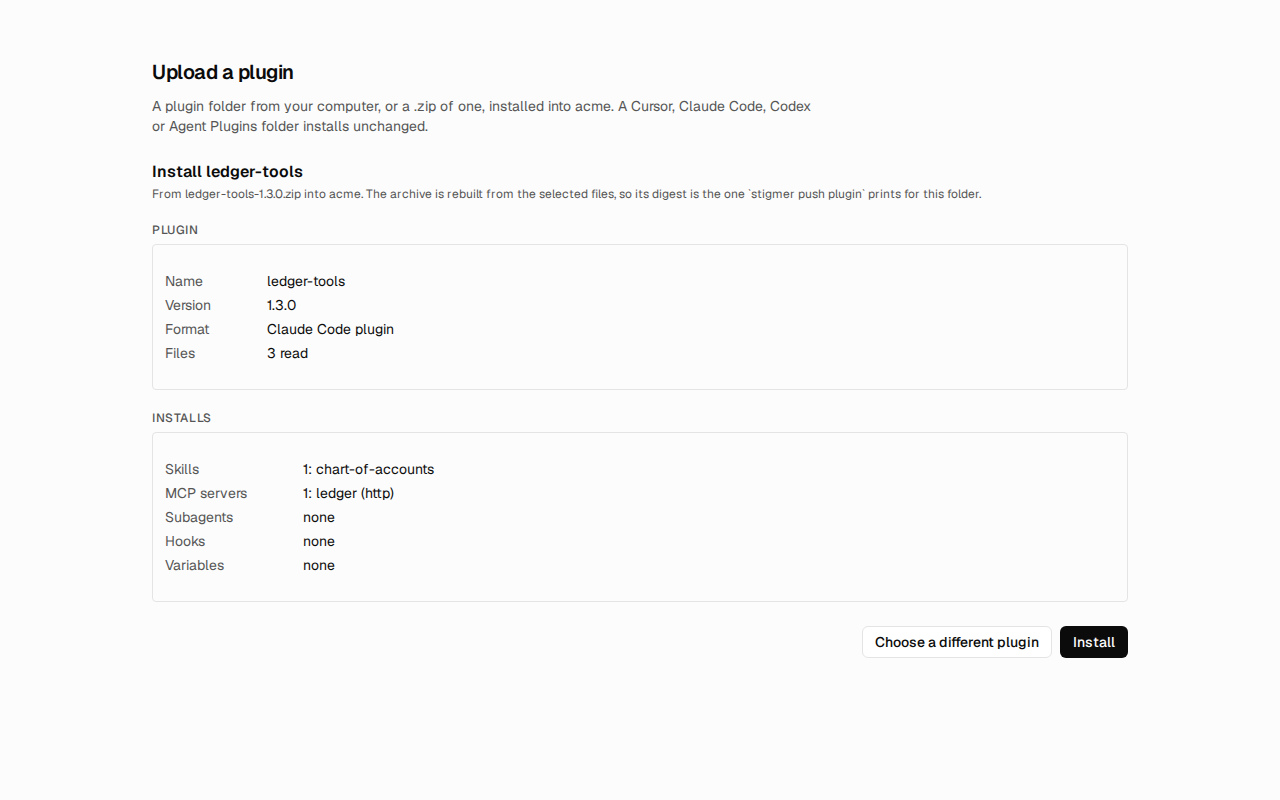 Upload a plugin
A plugin folder from your computer, or a .zip of one, installed into acme. A Cursor, Claude Code, Codex
or Agent Plugins folder installs unchanged.
Install ledger-tools
From ledger-tools-1.3.0.zip into acme. The archive is rebuilt from the selected files, so its digest is the one `stigmer push plugin` prints for this folder.
PLUGIN
Name ledger-tools
Version 1.3.0
Format Claude Code plugin
Files 3 read
INSTALLS
Skills 1: chart-of-accounts
MCP servers 1: ledger (http)
Subagents none
Hooks none
Variables none
Choose a different plugin Install